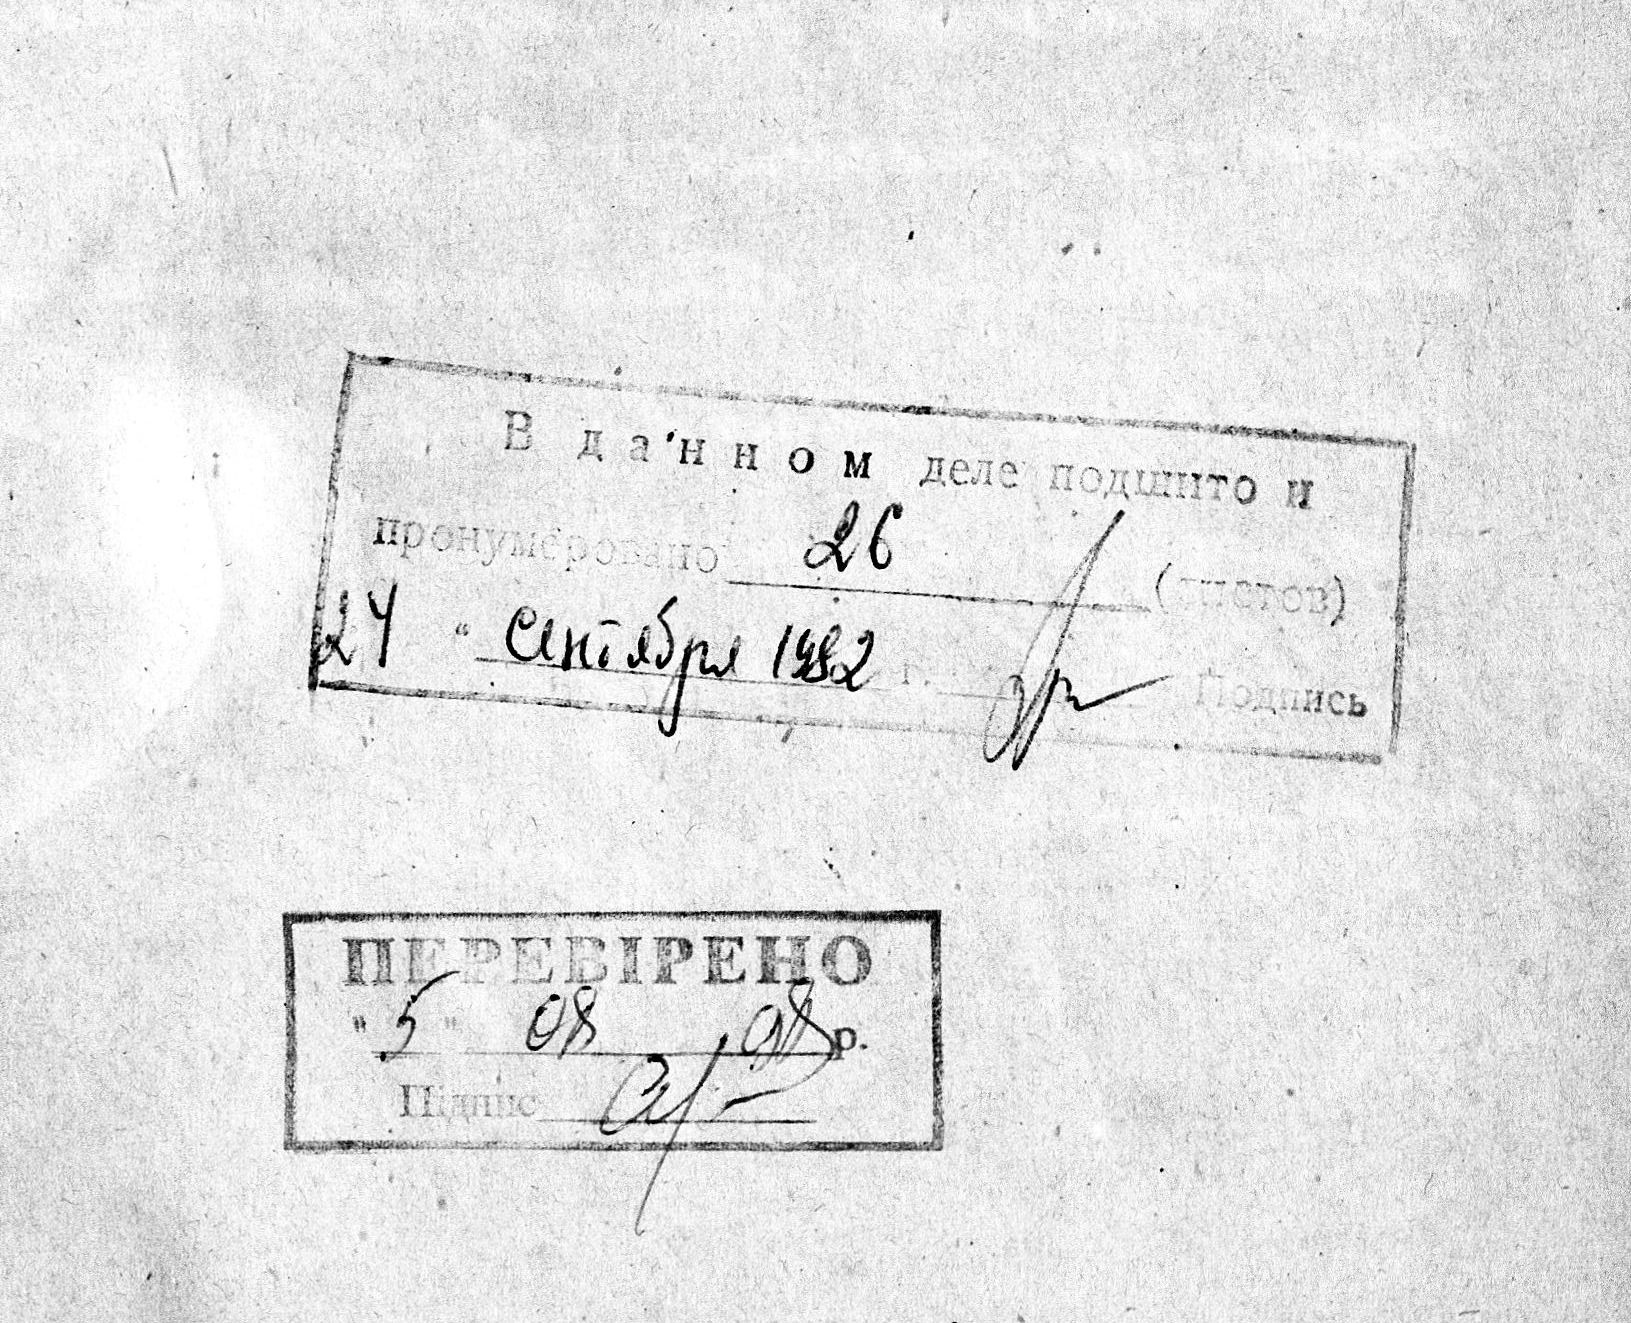 В данном деле подшито и
пронумеровано 26 (листов)
24 " сентября 1982 г. Подпись
ПЕРЕВІРЕНО
"5" 08 98 р.
Підпис